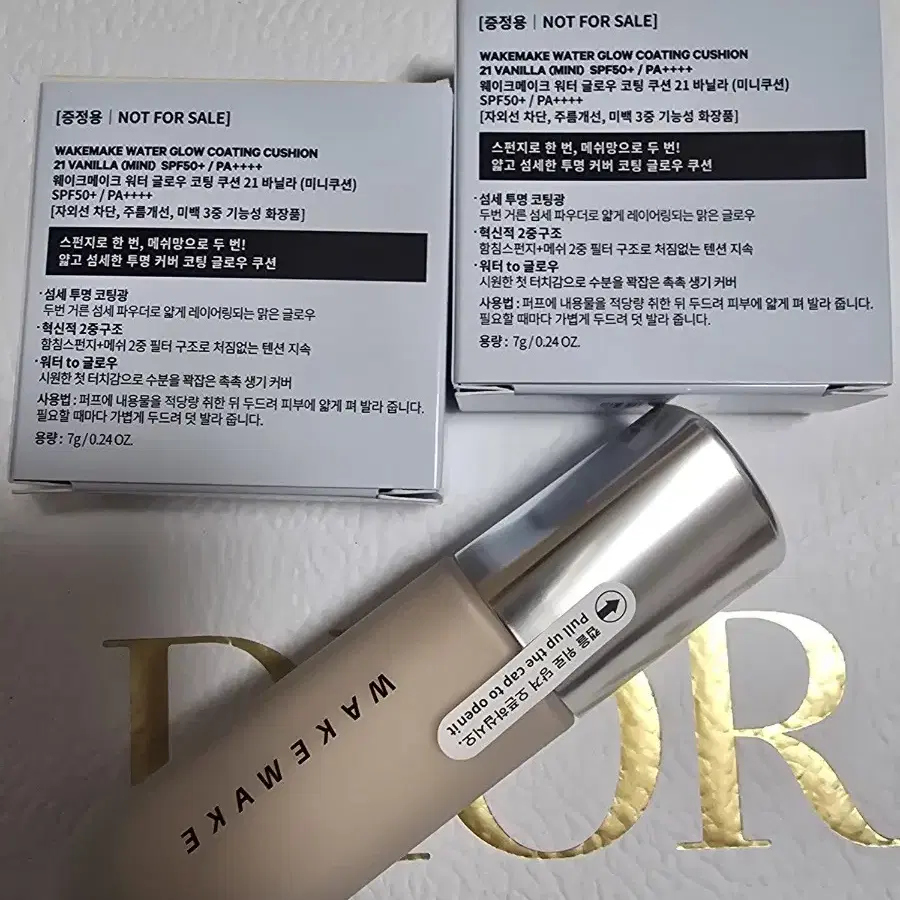 [증정용 | NOT FOR SALE]
WAKEMAKE WATER GLOW COATING CUSHION
21 VANILLA (MINI) SPF50+ / PA++++
웨이크메이크 워터 글로우 코팅 쿠션 21 바닐라 (미니쿠션)
SPF50+ / PA++++
[자외선 차단, 주름개선, 미백 3중 기능성 화장품]
스펀지로 한 번, 메쉬망으로 두 번!
얇고 섬세한 투명 커버 코팅 글로우 쿠션
·섬세 투명 코팅광
두번 거른 섬세 파우더로 얇게 레이어링되는 맑은 글로우
·혁신적 2중구조
함침스펀지+메쉬 2중 필터 구조로 처짐없는 텐션 지속
·워터 to 글로우
시원한 첫 터치감으로 수분을 꽉잡은 촉촉 생기 커버
사용법 : 퍼프에 내용물을 적당량 취한 뒤 두드려 피부에 얇게 펴 발라 줍니다.
필요할 때마다 가볍게 두드려 덧 발라 줍니다.
용량 : 7g / 0.24 OZ.
[증정용 | NOT FOR SALE]
WAKEMAKE WATER GLOW COATING CUSHION
21 VANILLA (MINI) SPF50+ / PA++++
웨이크메이크 워터 글로우 코팅 쿠션 21 바닐라 (미니쿠션)
SPF50+ / PA++++
[자외선 차단, 주름개선, 미백 3중 기능성 화장품]
스펀지로 한 번, 메쉬망으로 두 번!
얇고 섬세한 투명 커버 코팅 글로우 쿠션
·섬세 투명 코팅광
두번 거른 섬세 파우더로 얇게 레이어링되는 맑은 글로우
·혁신적 2중구조
함침스펀지+메쉬 2중 필터 구조로 처짐없는 텐션 지속
·워터 to 글로우
시원한 첫 터치감으로 수분을 꽉잡은 촉촉 생기 커버
사용법 : 퍼프에 내용물을 적당량 취한 뒤 두드려 피부에 얇게 펴 발라 줍니다.
필요할 때마다 가볍게 두드려 덧 발라 줍니다.
용량 : 7g / 0.24 OZ.
캡을 위로 당겨 오픈하십시오.
Pull up the cap to open it
WAKEMAKE
DIOR